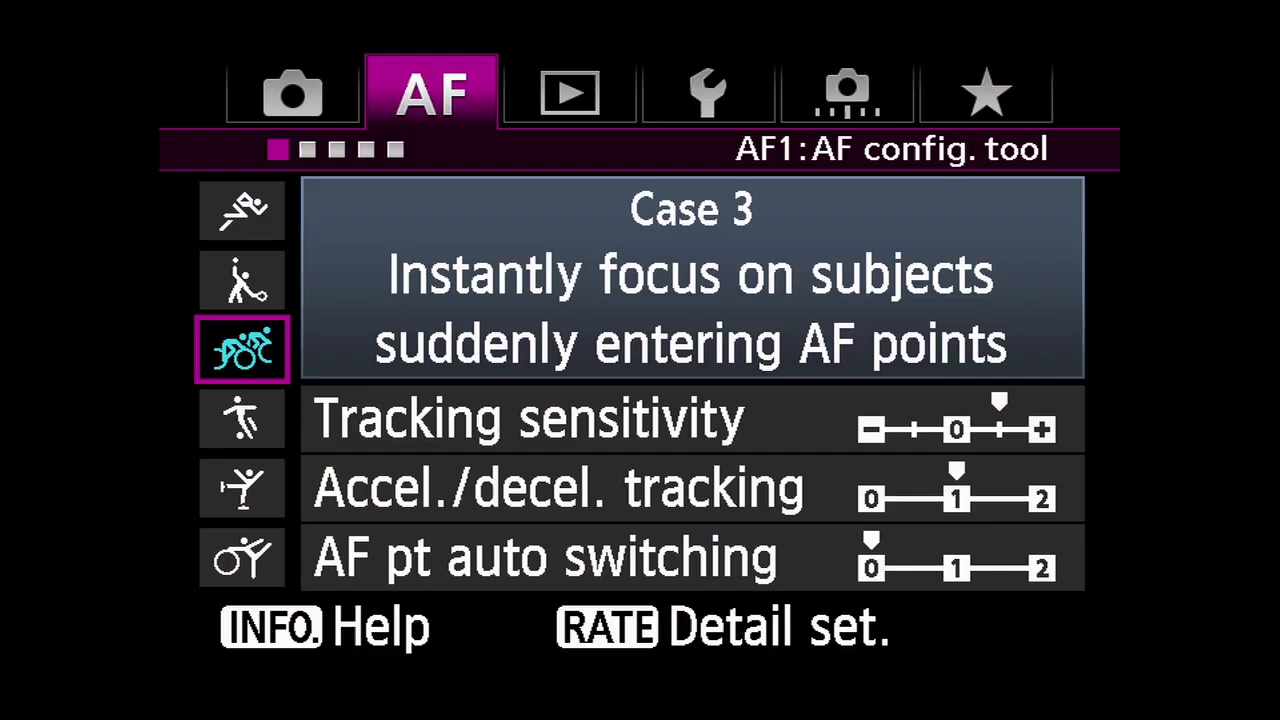 AF
AF1:AF config. tool
Case 3
Instantly focus on subjects
suddenly entering AF points
Tracking sensitivity - 0 +
Accel./decel. tracking 0 1 2
AF pt auto switching 0 1 2
INFO. Help RATE Detail set.